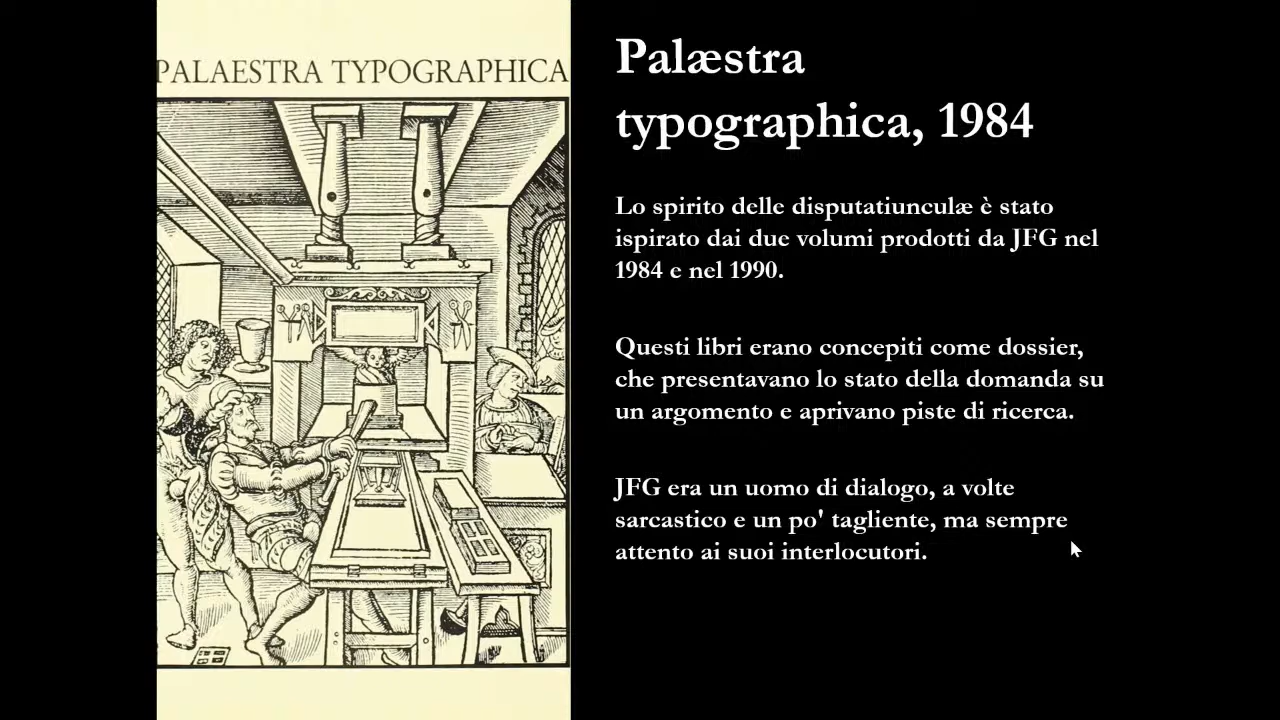 PALAESTRA TYPOGRAPHICA
Palæstra
typographica, 1984
Lo spirito delle disputatiunculæ è stato
ispirato dai due volumi prodotti da JFG nel
1984 e nel 1990.
Questi libri erano concepiti come dossier,
che presentavano lo stato della domanda su
un argomento e aprivano piste di ricerca.
JFG era un uomo di dialogo, a volte
sarcastico e un po' tagliente, ma sempre
attento ai suoi interlocutori.